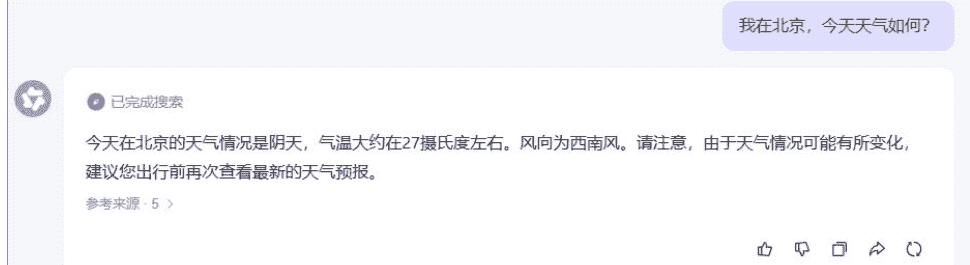 我在北京，今天天气如何？
已完成搜索
今天在北京的天气情况是阴天，气温大约在27摄氏度左右。风向为西南风。请注意，由于天气情况可能有所变化，
建议您出行前再次查看最新的天气预报。
参考来源 · 5 >